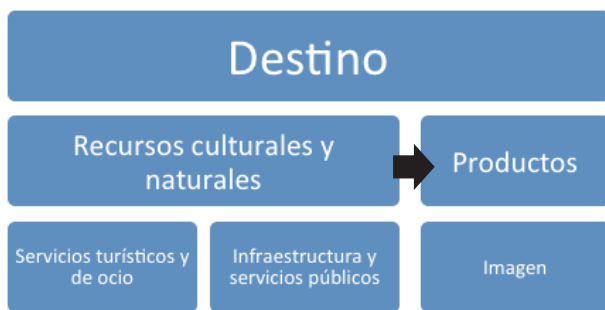 Destino
Recursos culturales y
naturales
Productos
Servicios turísticos y
de ocio
Infraestructura y
servicios públicos
Imagen